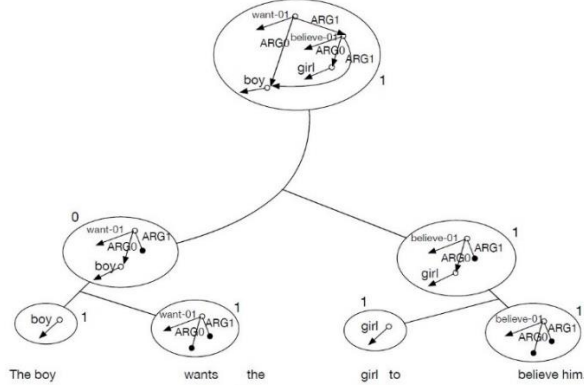 want-01 ARG1
ARG0 believe-01
ARG0 ARG1
girl
boy
1
0
want-01 ARG1
ARG0
boy
1
believe-01 ARG1
ARG0
girl
boy 1
1
want-01 ARG1
ARG0
1
girl
1
believe-01 ARG1
ARG0
The boy wants the girl to believe him